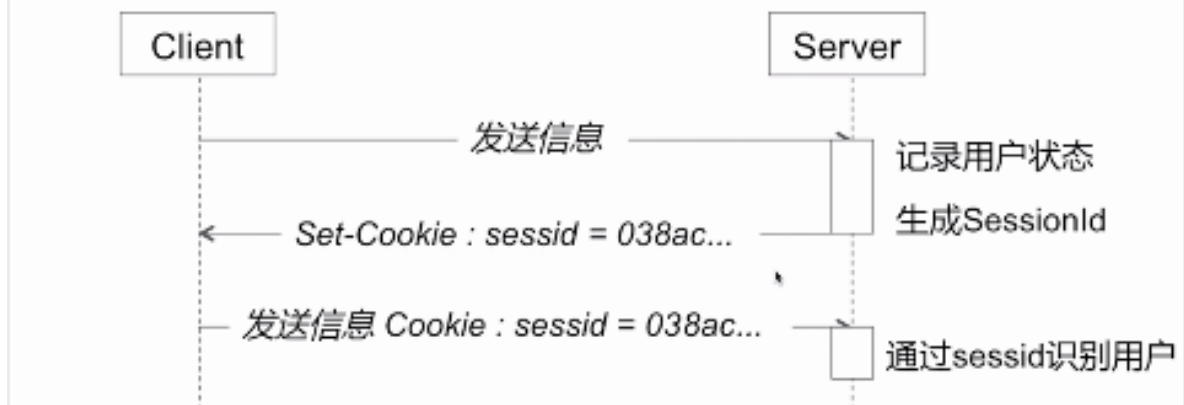 Client
Server
发送信息
记录用户状态
生成SessionId
Set-Cookie : sessid = 038ac...
发送信息 Cookie : sessid = 038ac...
通过sessid识别用户